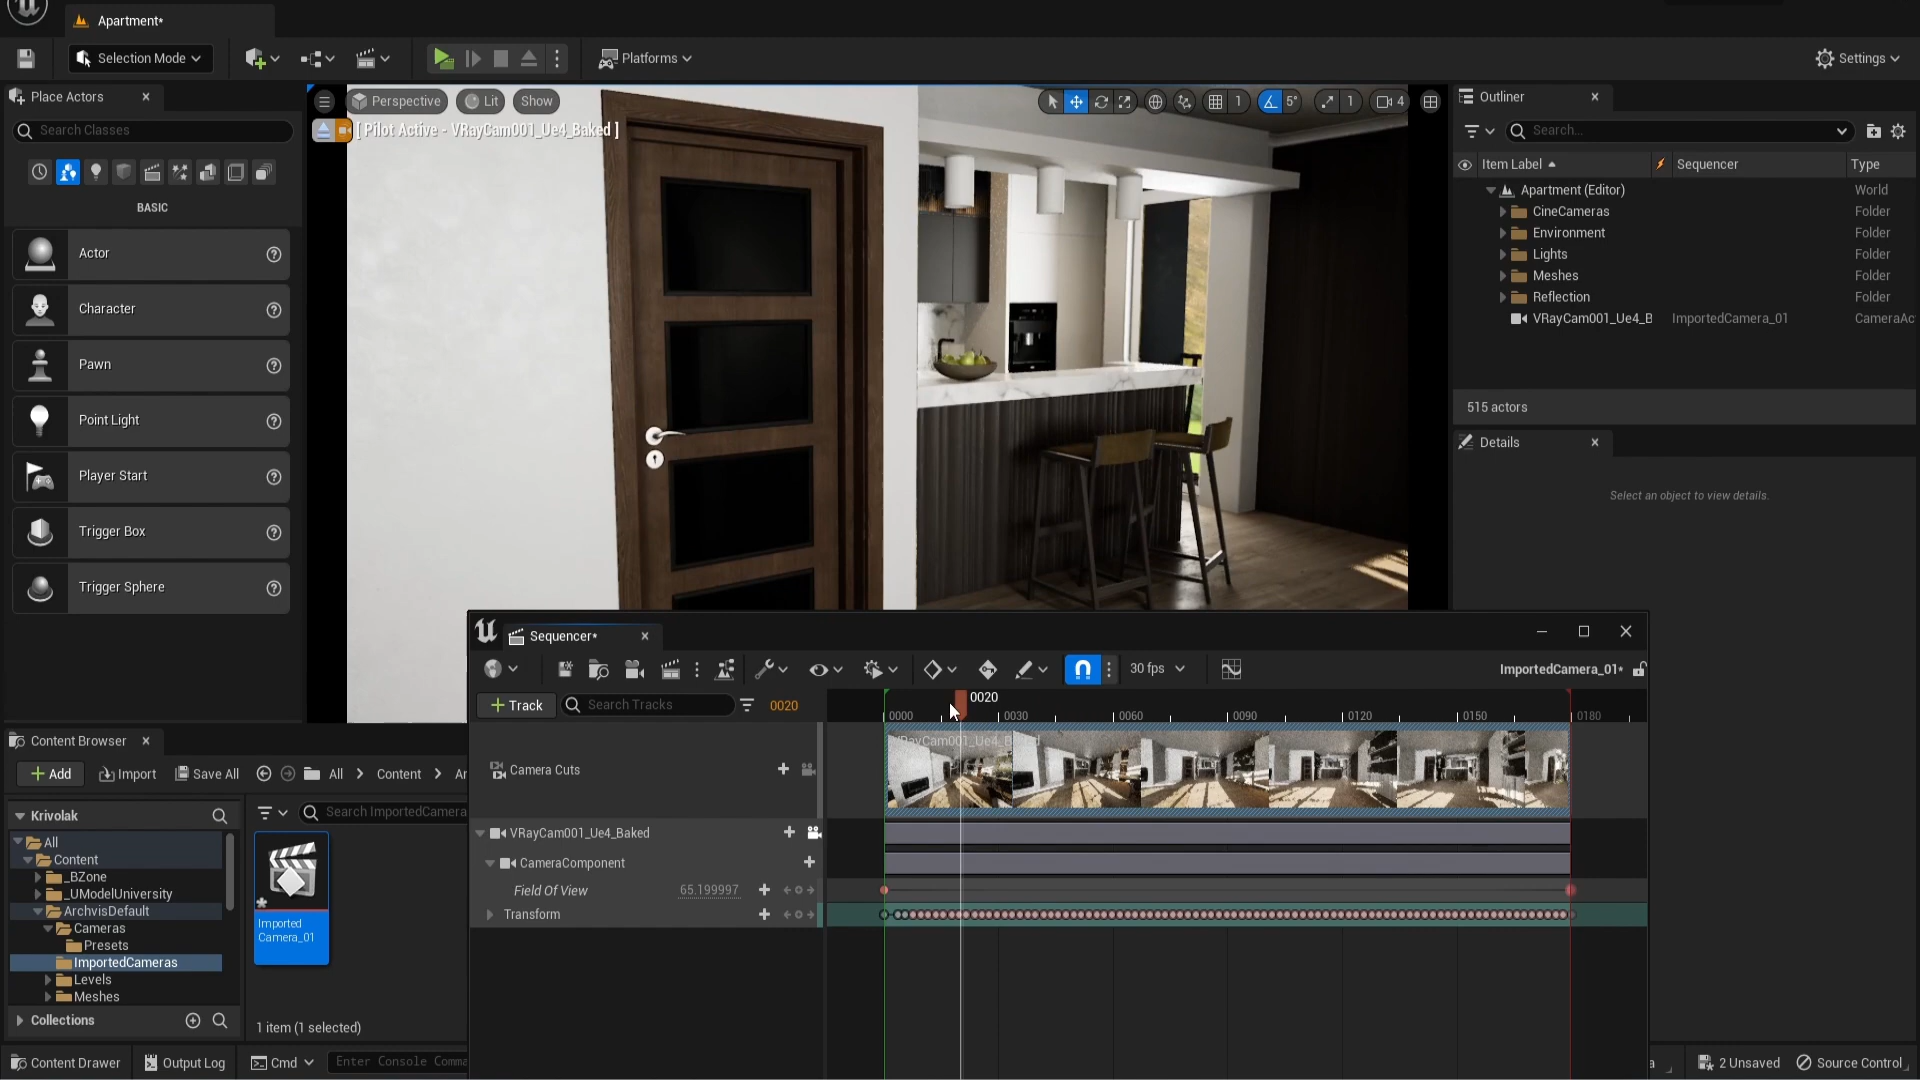 Apartment*
Selection Mode
Platforms
Settings
Place Actors
Search Classes
BASIC
Actor
Character
Pawn
Point Light
Player Start
Trigger Box
Trigger Sphere
Perspective
Lit
Show
1
5°
1
4
[ Pilot Active - VRayCam001_Ue4_Baked ]
Outliner
Search...
Item Label
Sequencer
Type
Apartment (Editor)
World
CineCameras
Folder
Environment
Folder
Lights
Folder
Meshes
Folder
Reflection
Folder
VRayCam001_Ue4_B
ImportedCamera_01
CameraAc
515 actors
Details
Select an object to view details.
Sequencer*
30 fps
ImportedCamera_01*
Track
Search Tracks
0020
0020
0000
0030
0060
0090
0120
0150
0180
Camera Cuts
VRayCam001_Ue4_B
VRayCam001_Ue4_Baked
CameraComponent
Field Of View
65.199997
Transform
Content Browser
Add
Import
Save All
All
Content
Ar
Krivolak
Search ImportedCamera
All
Content
_BZone
_UModelUniversity
ArchvisDefault
Cameras
Presets
ImportedCameras
Levels
Meshes
Collections
Imported
Camera_01
1 item (1 selected)
Content Drawer
Output Log
Cmd
Enter Console Comma
a
2 Unsaved
Source Control